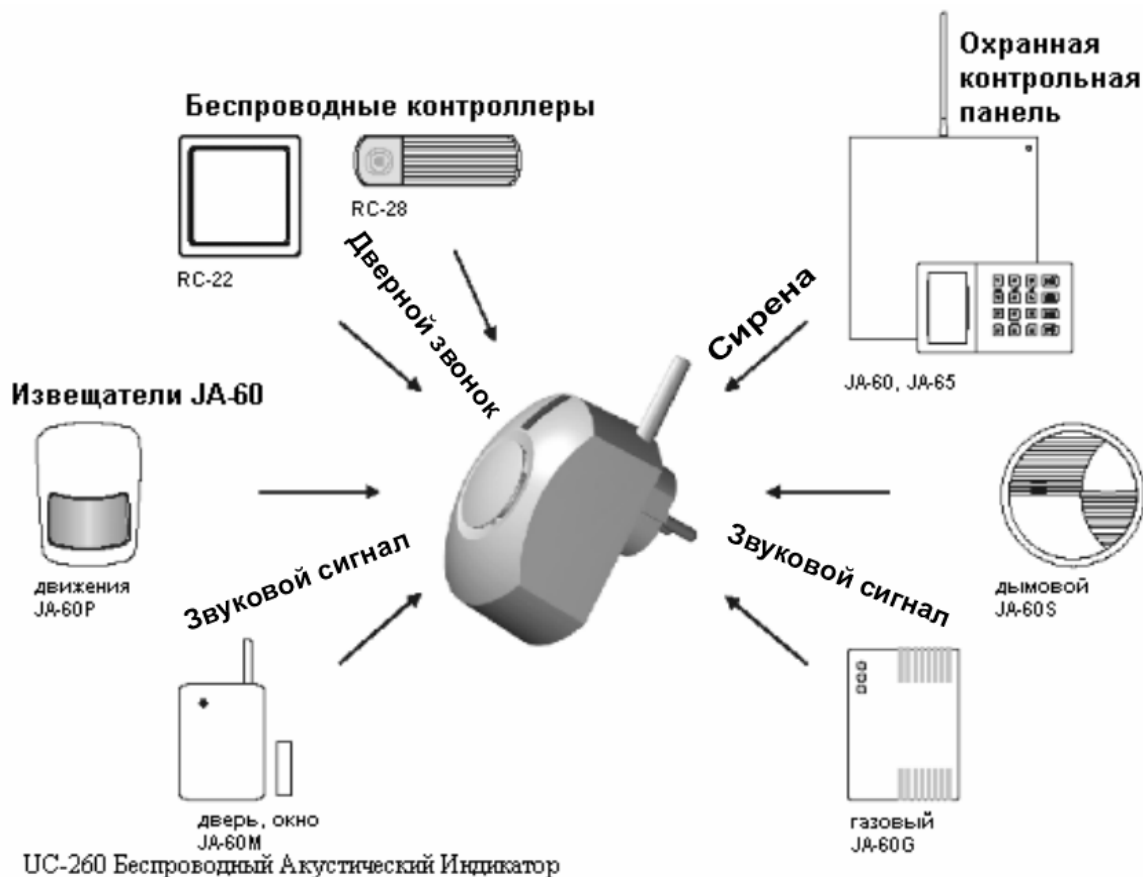 Охранная
контрольная
панель
Беспроводные контроллеры
RC-28
RC-22
Дверной звонок
Сирена
JA-60, JA-65
Извещатели JA-60
движения
JA-60P
Звуковой сигнал
Звуковой сигнал
дымовой
JA-60S
дверь, окно
JA-60M
газовый
JA-60G
UC-260 Беспроводный Акустический Индикатор